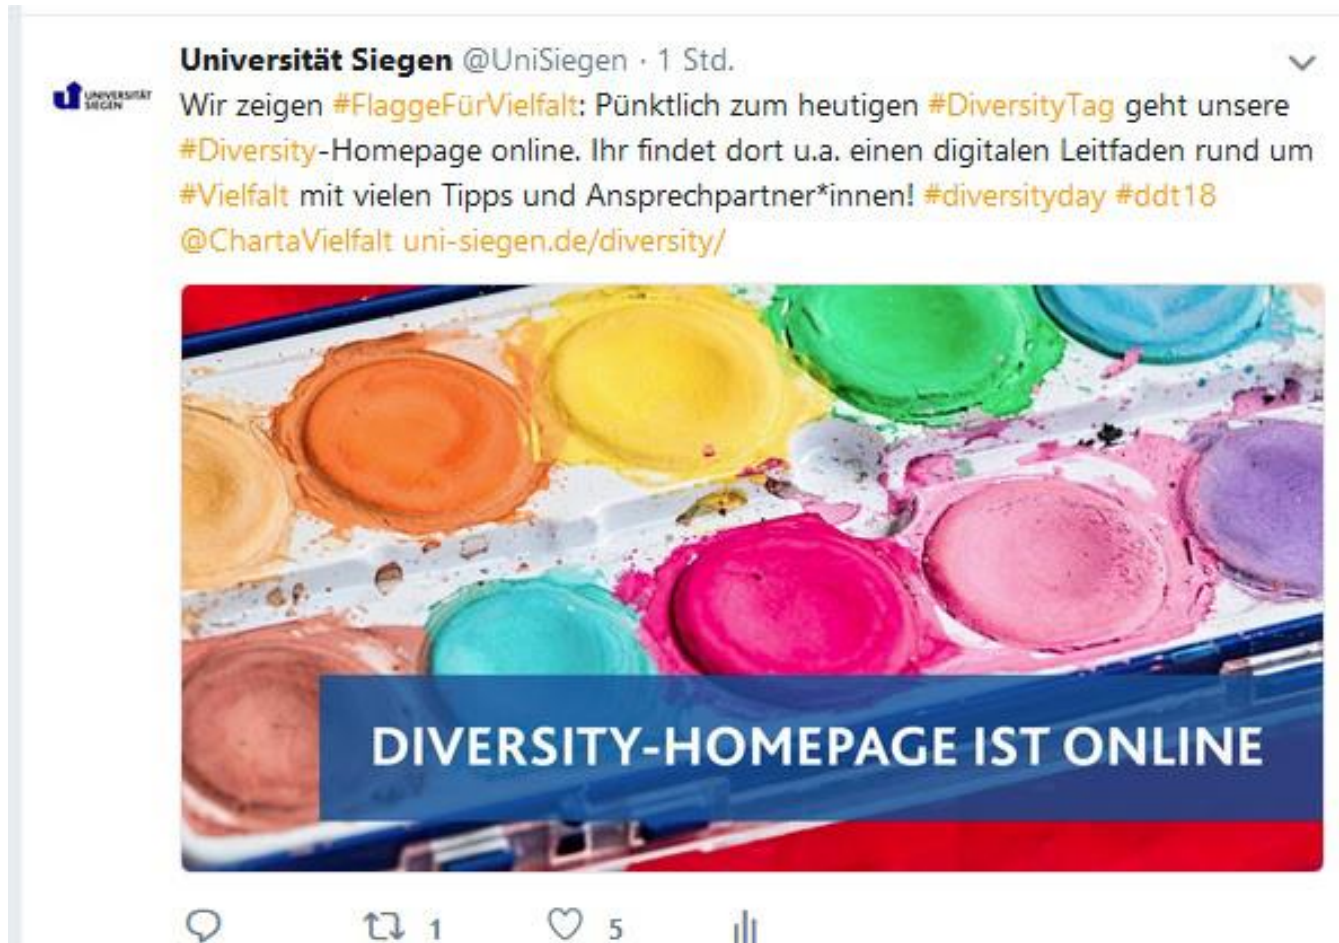 Universität Siegen @UniSiegen · 1 Std.
UNIVERSITÄT
SIEGEN
Wir zeigen #FlaggeFürVielfalt: Pünktlich zum heutigen #DiversityTag geht unsere
#Diversity-Homepage online. Ihr findet dort u.a. einen digitalen Leitfaden rund um
#Vielfalt mit vielen Tipps und Ansprechpartner*innen! #diversityday #ddt18
@ChartaVielfalt uni-siegen.de/diversity/
DIVERSITY-HOMEPAGE IST ONLINE
1 5